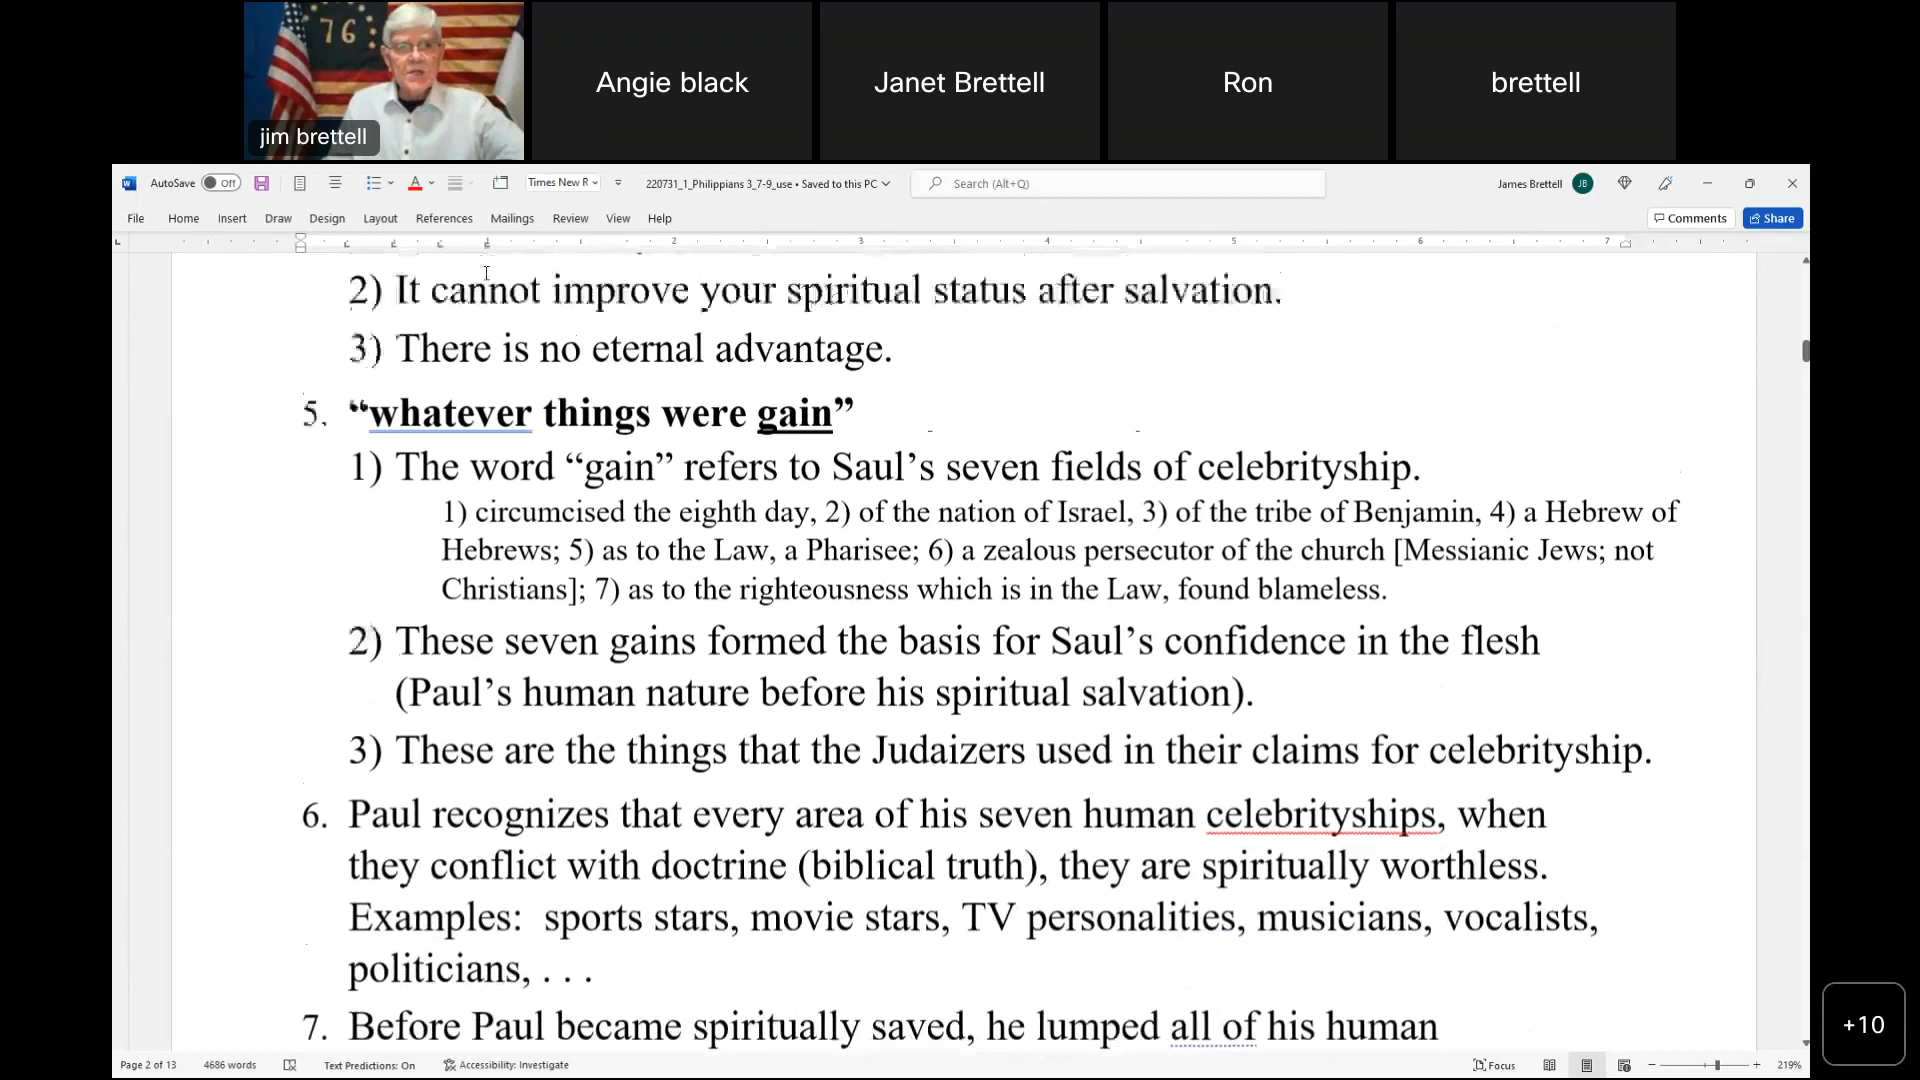 76
Angie black
Janet Brettell
Ron
brettell
jim brettell
AutoSave Off
Times New R
220731_1_Philippians 3_7-9_use • Saved to this PC
Search (Alt+Q)
James Brettell
JB
File Home Insert Draw Design Layout References Mailings Review View Help
Comments
Share
2 3 4 5 6 7
2) It cannot improve your spiritual status after salvation.
3) There is no eternal advantage.
5. “whatever things were gain”
1) The word “gain” refers to Saul’s seven fields of celebrityship.
1) circumcised the eighth day, 2) of the nation of Israel, 3) of the tribe of Benjamin, 4) a Hebrew of
Hebrews; 5) as to the Law, a Pharisee; 6) a zealous persecutor of the church [Messianic Jews; not
Christians]; 7) as to the righteousness which is in the Law, found blameless.
2) These seven gains formed the basis for Saul’s confidence in the flesh
(Paul’s human nature before his spiritual salvation).
3) These are the things that the Judaizers used in their claims for celebrityship.
6. Paul recognizes that every area of his seven human celebrityships, when
they conflict with doctrine (biblical truth), they are spiritually worthless.
Examples: sports stars, movie stars, TV personalities, musicians, vocalists,
politicians, . . .
7. Before Paul became spiritually saved, he lumped all of his human
+10
Page 2 of 13 4686 words Text Predictions: On Accessibility: Investigate Focus 219%